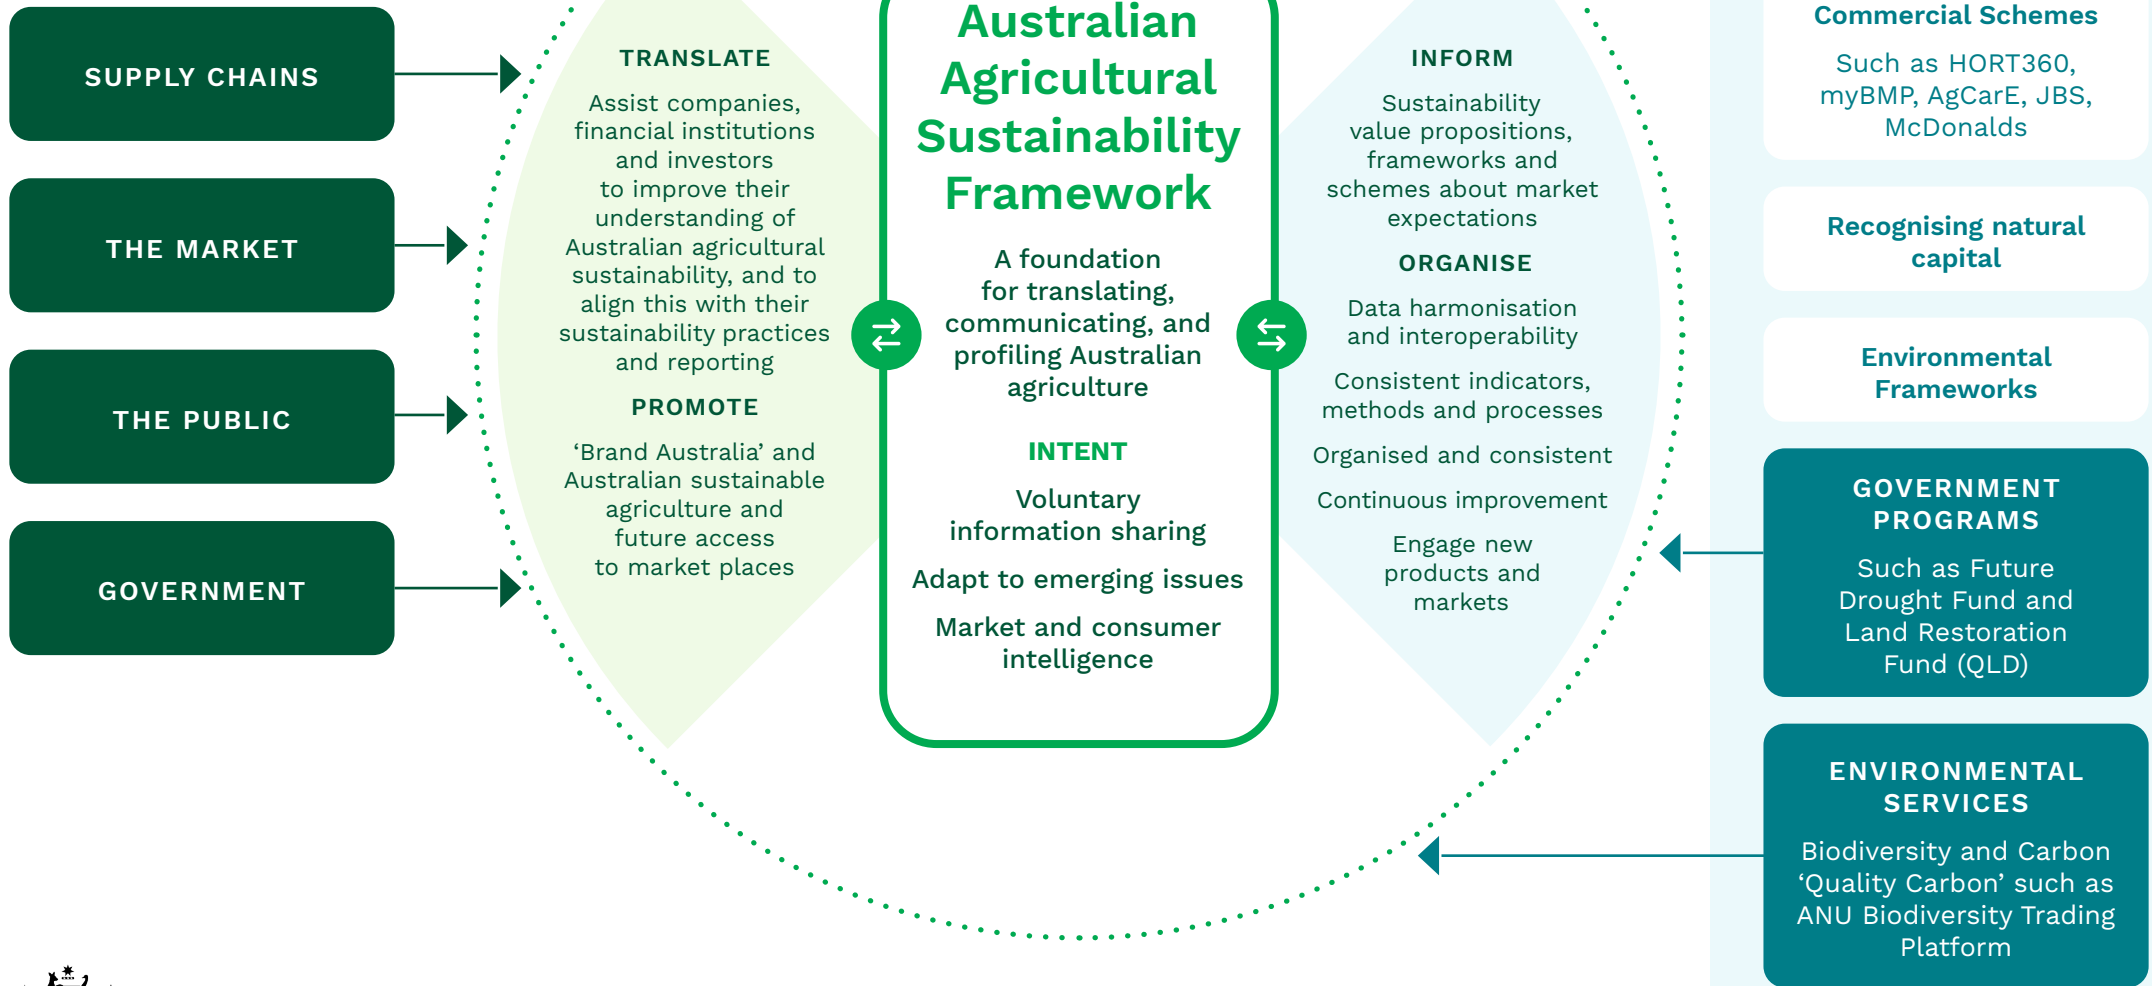 SUPPLY CHAINS
THE MARKET
THE PUBLIC
GOVERNMENT
TRANSLATE
Assist companies,
financial institutions
and investors
to improve their
understanding of
Australian agricultural
sustainability, and to
align this with their
sustainability practices
and reporting
PROMOTE
‘Brand Australia’ and
Australian sustainable
agriculture and
future access
to market places
Australian
Agricultural
Sustainability
Framework
A foundation
for translating,
communicating, and
profiling Australian
agriculture
INTENT
Voluntary
information sharing
Adapt to emerging issues
Market and consumer
intelligence
INFORM
Sustainability
value propositions,
frameworks and
schemes about market
expectations
ORGANISE
Data harmonisation
and interoperability
Consistent indicators,
methods and processes
Organised and consistent
Continuous improvement
Engage new
products and
markets
Commercial Schemes
Such as HORT360,
myBMP, AgCarE, JBS,
McDonalds
Recognising natural
capital
Environmental
Frameworks
GOVERNMENT
PROGRAMS
Such as Future
Drought Fund and
Land Restoration
Fund (QLD)
ENVIRONMENTAL
SERVICES
Biodiversity and Carbon
‘Quality Carbon’ such as
ANU Biodiversity Trading
Platform